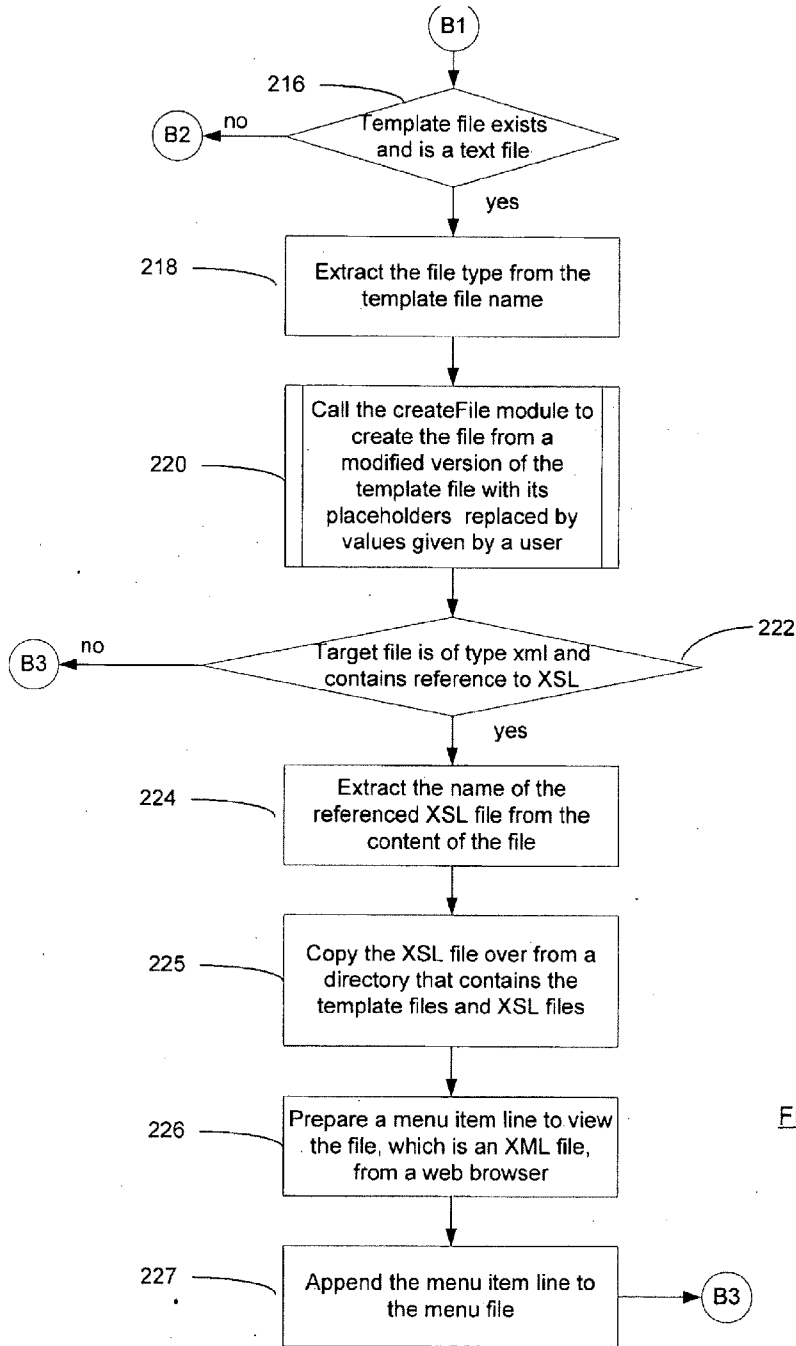 B1
216
Template file exists
and is a text file
no
B2
yes
218
Extract the file type from the
template file name
220
Call the createFile module to
create the file from a
modified version of the
template file with its
placeholders replaced by
values given by a user
222
Target file is of type xml and
contains reference to XSL
no
B3
yes
224
Extract the name of the
referenced XSL file from the
content of the file
225
Copy the XSL file over from a
directory that contains the
template files and XSL files
226
Prepare a menu item line to view
the file, which is an XML file,
from a web browser
F
227
Append the menu item line to
the menu file
B3